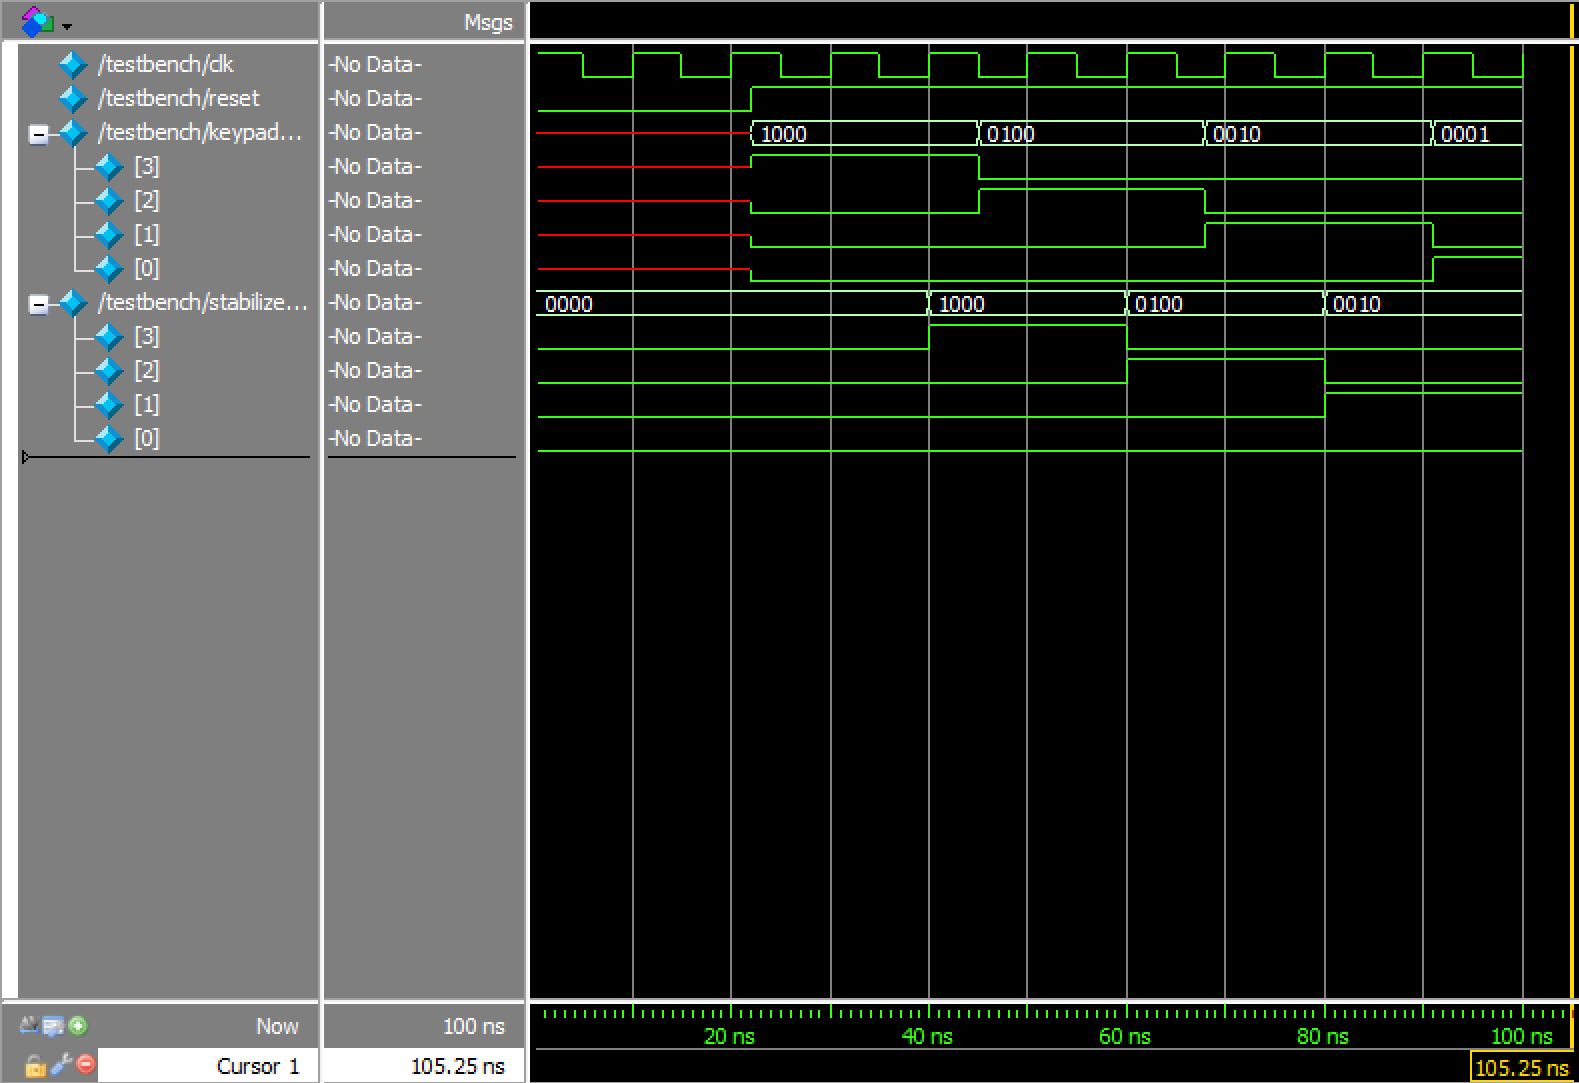 Msgs
/testbench/clk -No Data-
/testbench/reset -No Data-
/testbench/keypad... -No Data- 1000 0100 0010 0001
[3] -No Data-
[2] -No Data-
[1] -No Data-
[0] -No Data-
/testbench/stabilize... -No Data- 0000 1000 0100 0010
[3] -No Data-
[2] -No Data-
[1] -No Data-
[0] -No Data-
Now 100 ns 20 ns 40 ns 60 ns 80 ns 100 ns
Cursor 1 105.25 ns 105.25 ns